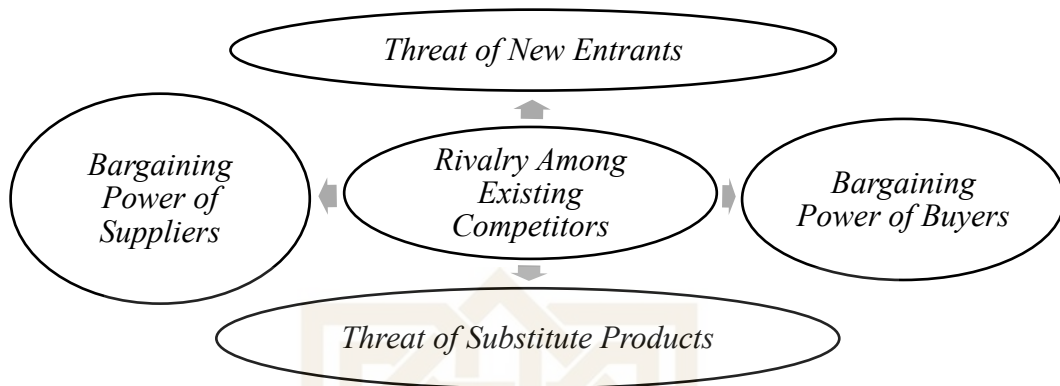 Threat of New Entrants
Bargaining
Power of
Suppliers
Rivalry Among
Existing
Competitors
Bargaining
Power of Buyers
Threat of Substitute Products